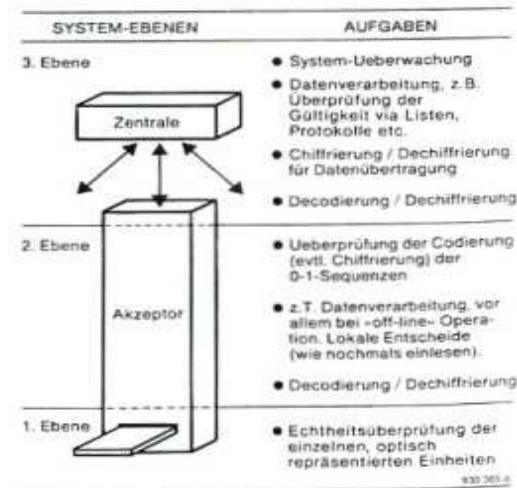 SYSTEM-EBENEN
AUFGABEN
3. Ebene
Zentrale
● System-Ueberwachung
● Datenverarbeitung, z.B.
Überprüfung der
Gültigkeit via Listen,
Protokolle etc.
● Chiffrierung / Dechiffrierung
für Datenübertragung
● Decodierung / Dechiffrierung
2. Ebene
Akzeptor
● Ueberprüfung der Codierung
(evtl. Chiffrierung) der
0-1-Sequenzen
● z.T. Datenverarbeitung, vor
allem bei «off-line» Opera-
tion. Lokale Entscheide
(wie nochmals einlesen).
● Decodierung / Dechiffrierung
1. Ebene
● Echtheitsüberprüfung der
einzelnen, optisch
repräsentierten Einheiten